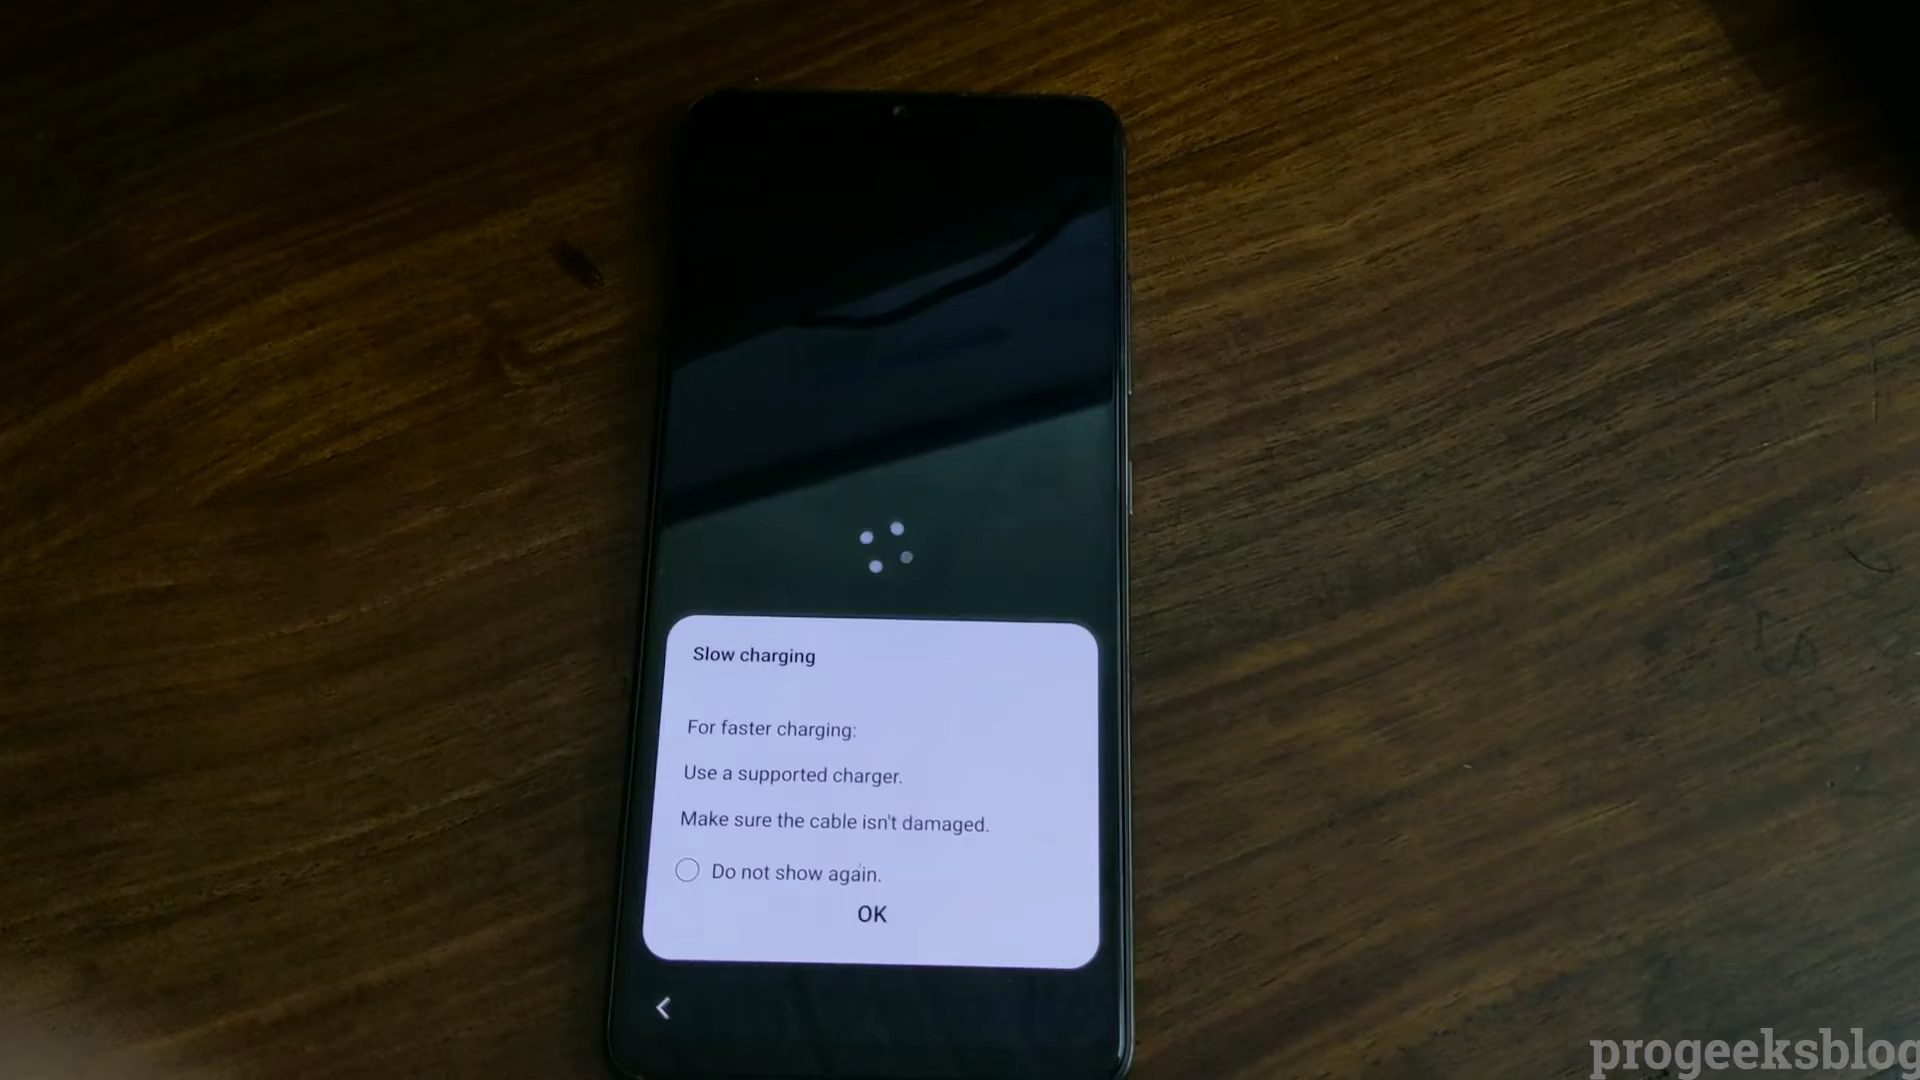 Slow charging
For faster charging:
Use a supported charger.
Make sure the cable isn't damaged.
Do not show again.
OK
progeeksblog